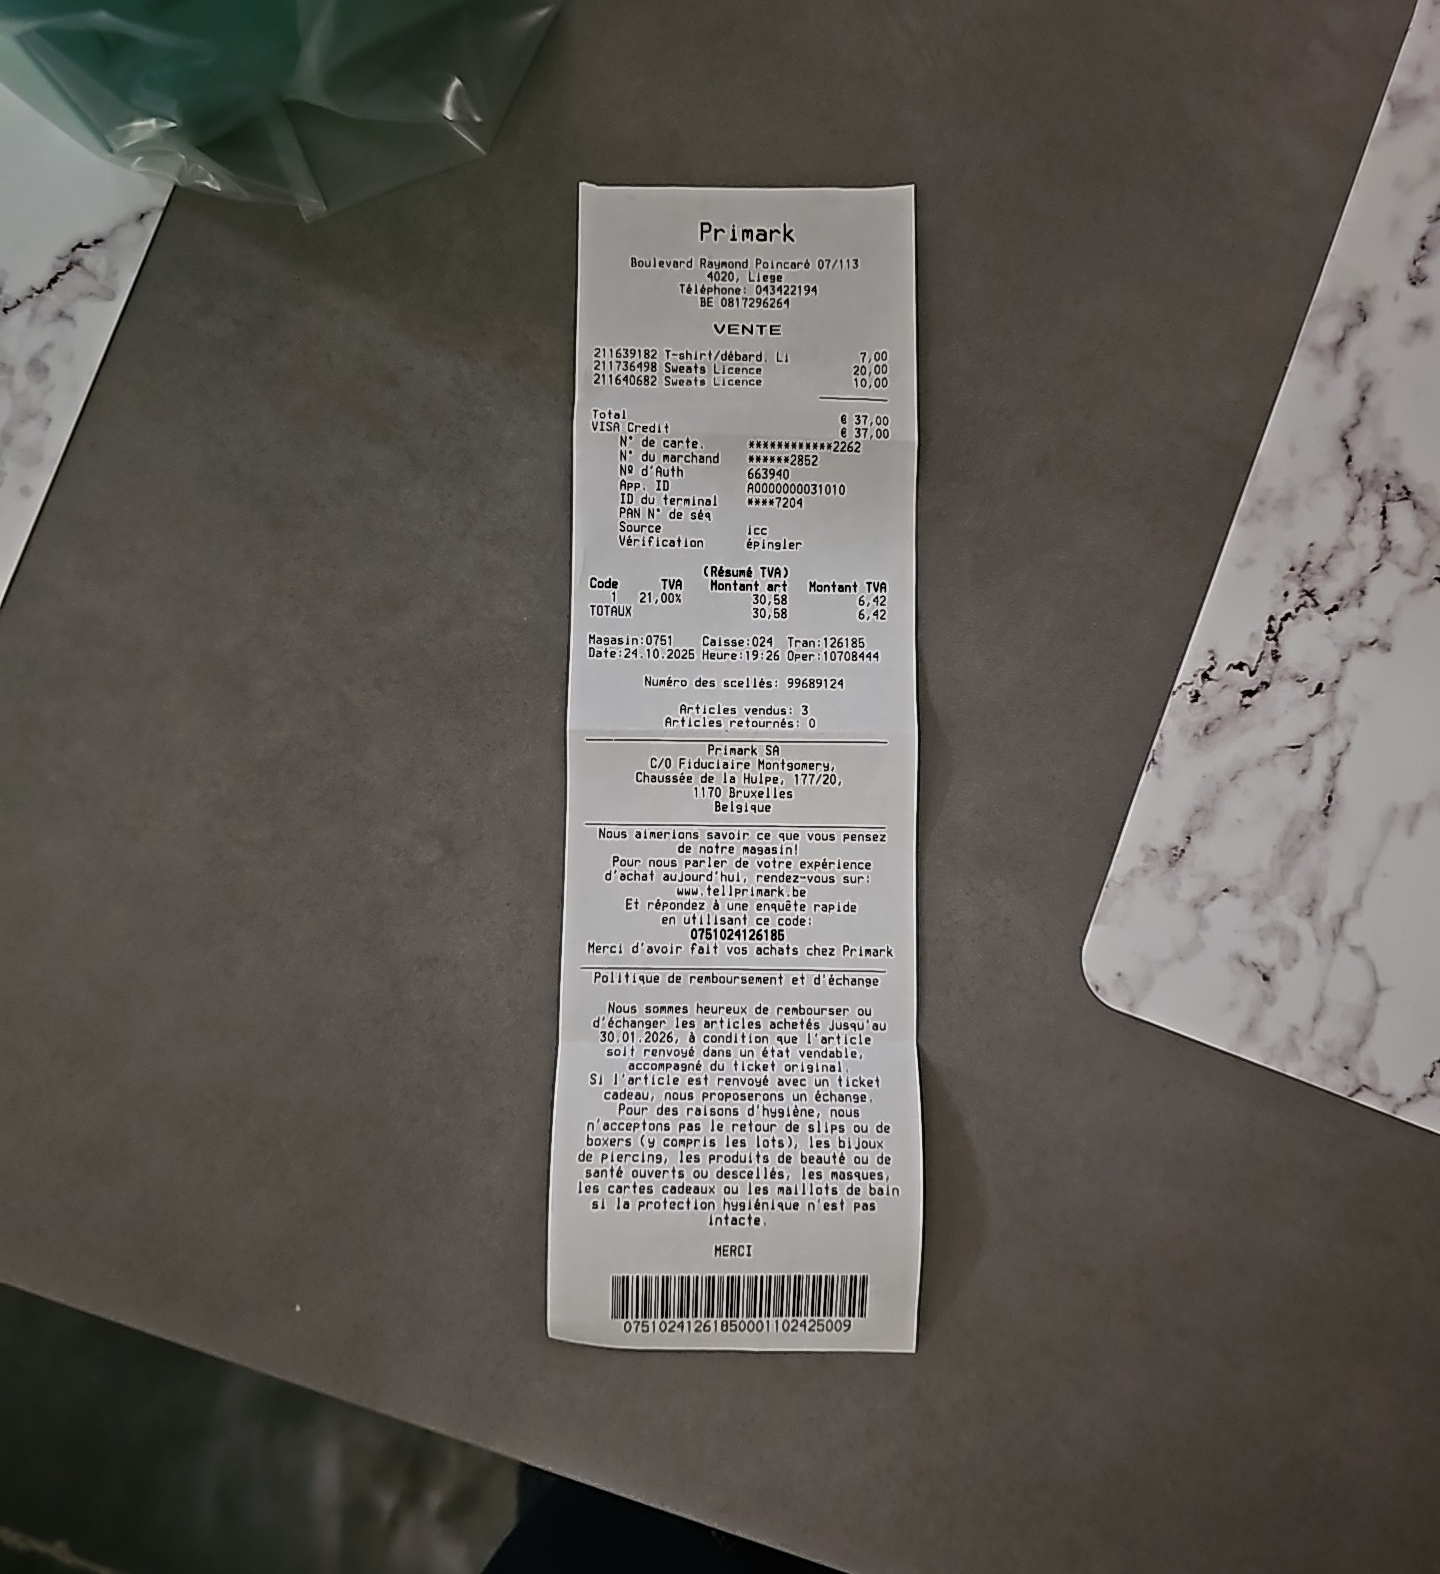 Primark
Boulevard Raymond Poincaré 07/113
4020, Liege
Téléphone: 043422194
BE 0817296264
VENTE
211639182 T-shirt/débard. Li 7,00
211736498 Sweats Licence 20,00
211640682 Sweats Licence 10,00
Total € 37,00
VISA Credit € 37,00
N° de carte. ************2262
N° du marchand ******2852
Nº d'Auth 663940
App. ID A0000000031010
ID du terminal ****7204
PAN N° de séq
Source icc
Vérification épingler
(Résumé TVA)
Code TVA Montant art Montant TVA
1 21,00% 30,58 6,42
TOTAUX 30,58 6,42
Magasin:0751 Caisse:024 Tran:126185
Date:24.10.2025 Heure:19:26 Oper:10708444
Numéro des scellés: 99689124
Articles vendus: 3
Articles retournés: 0
Primark SA
C/O Fiduciaire Montgomery,
Chaussée de la Hulpe, 177/20,
1170 Bruxelles
Belgique
Nous aimerions savoir ce que vous pensez
de notre magasin!
Pour nous parler de votre expérience
d'achat aujourd'hui, rendez-vous sur:
www.tellprimark.be
Et répondez à une enquête rapide
en utilisant ce code:
0751024126185
Merci d'avoir fait vos achats chez Primark
Politique de remboursement et d'échange
Nous sommes heureux de rembourser ou
d'échanger les articles achetés jusqu'au
30.01.2026, à condition que l'article
soit renvoyé dans un état vendable,
accompagné du ticket original.
Si l'article est renvoyé avec un ticket
cadeau, nous proposerons un échange.
Pour des raisons d'hygiène, nous
n'acceptons pas le retour de slips ou de
boxers (y compris les lots), les bijoux
de piercing, les produits de beauté ou de
santé ouverts ou descellés, les masques,
les cartes cadeaux ou les maillots de bain
si la protection hygiénique n'est pas
intacte.
MERCI
07510241261850001102425009